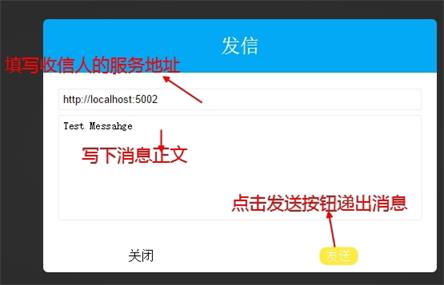 发信
填写收信人的服务地址
http://localhost:5002
Test Messahge
写下消息正文
点击发送按钮递出消息
关闭
发送